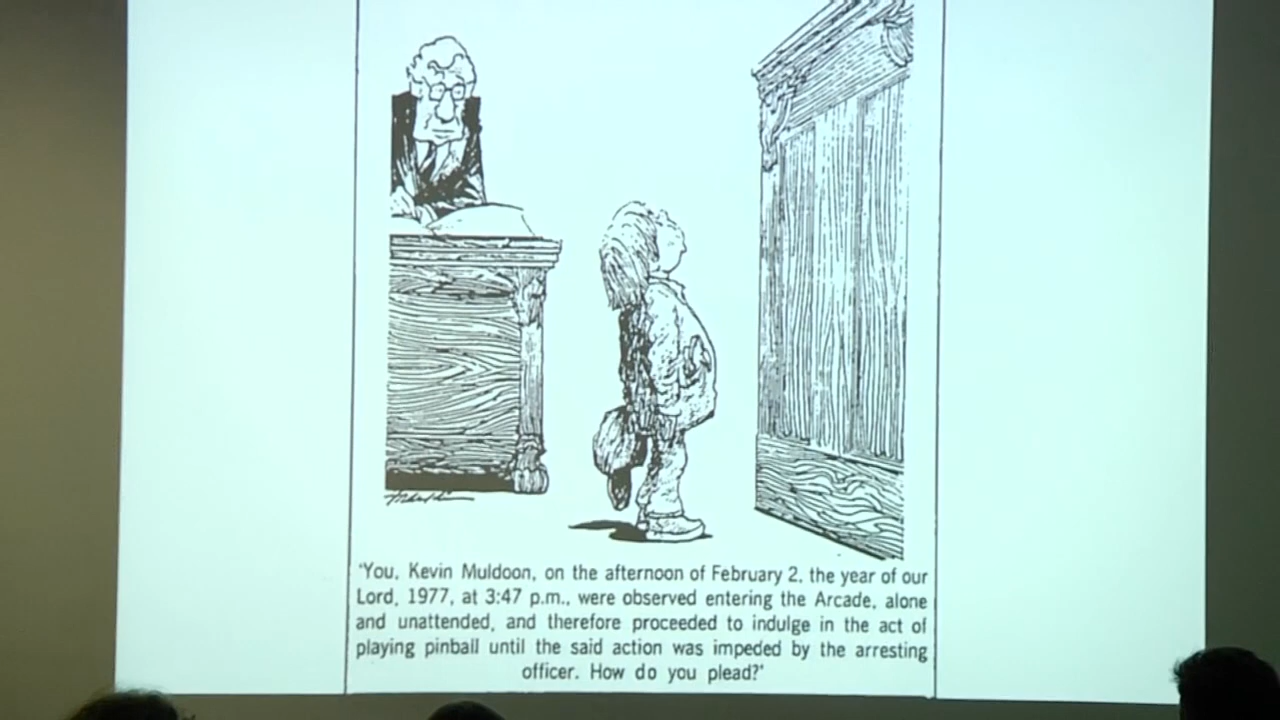 'You, Kevin Muldoon, on the afternoon of February 2, the year of our
Lord, 1977, at 3:47 p.m., were observed entering the Arcade, alone
and unattended, and therefore proceeded to indulge in the act of
playing pinball until the said action was impeded by the arresting
officer. How do you plead?'